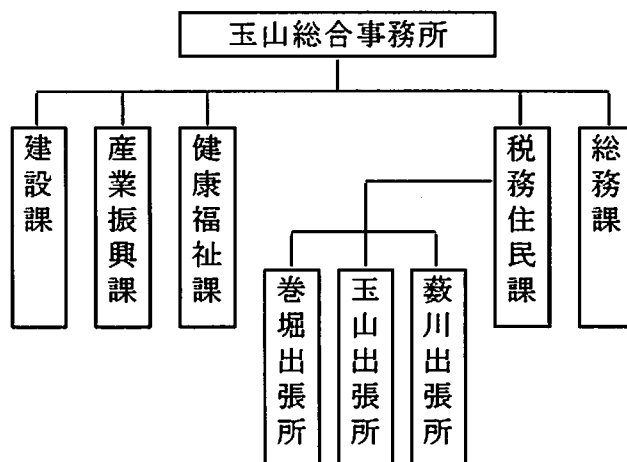 玉山総合事務所
総務課
税務住民課
健康福祉課
産業振興課
建設課
薮川出張所
玉山出張所
巻堀出張所